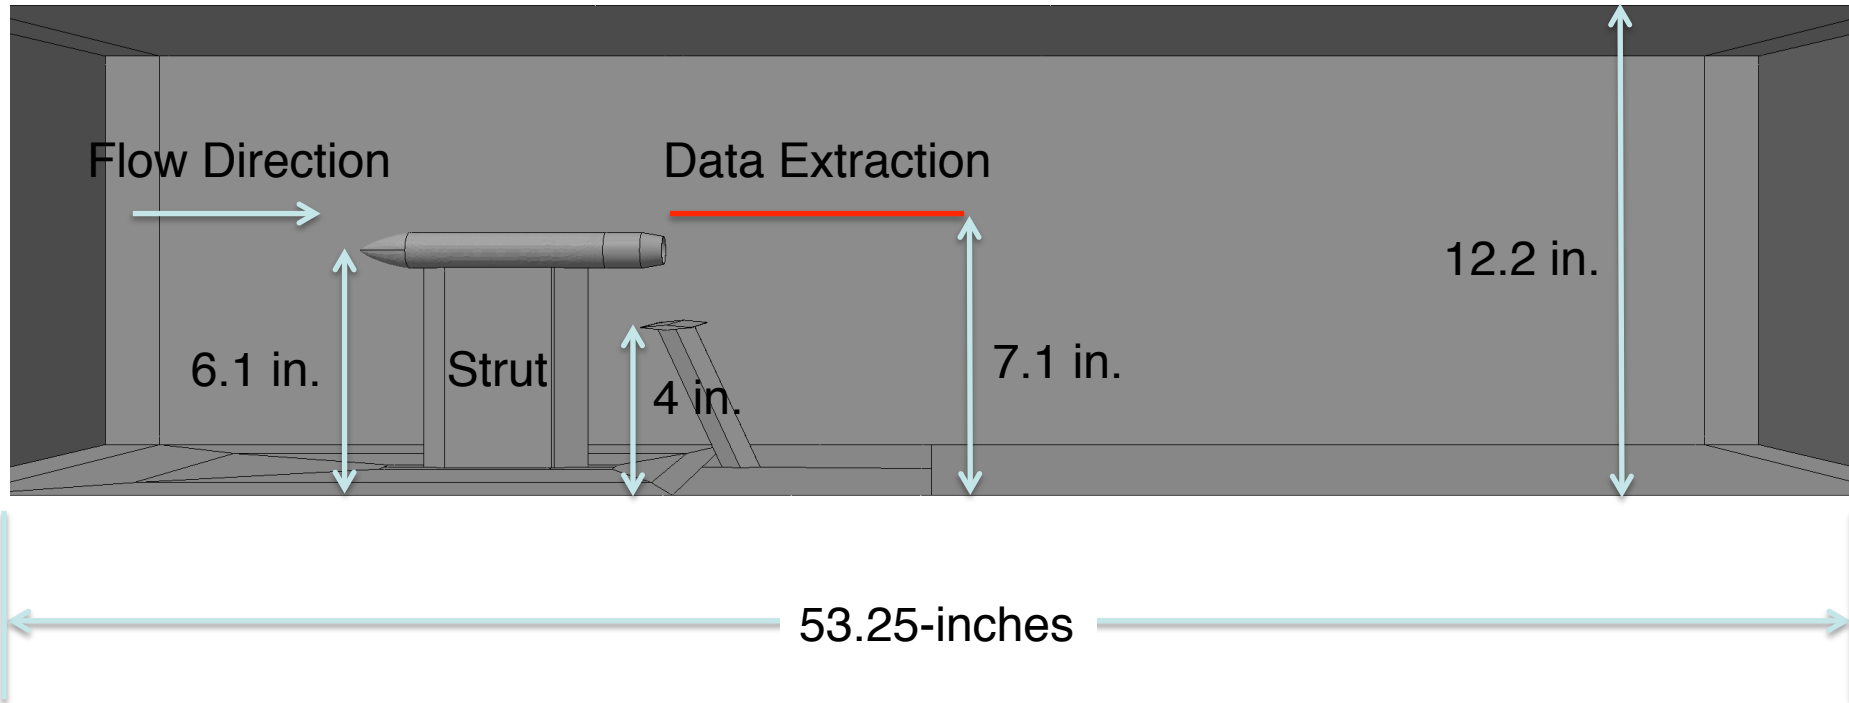 Flow Direction
Data Extraction
12.2 in.
6.1 in.
Strut
4 in.
7.1 in.
53.25-inches